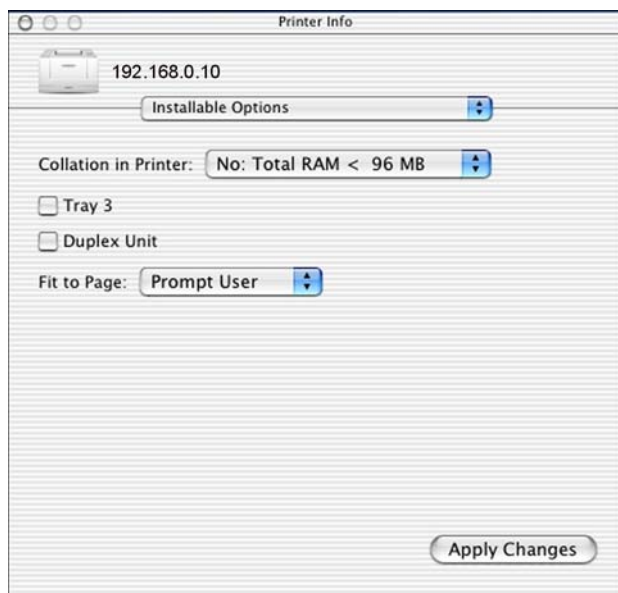 Printer Info
192.168.0.10
Installable Options
Collation in Printer: No: Total RAM < 96 MB
Tray 3
Duplex Unit
Fit to Page: Prompt User
Apply Changes